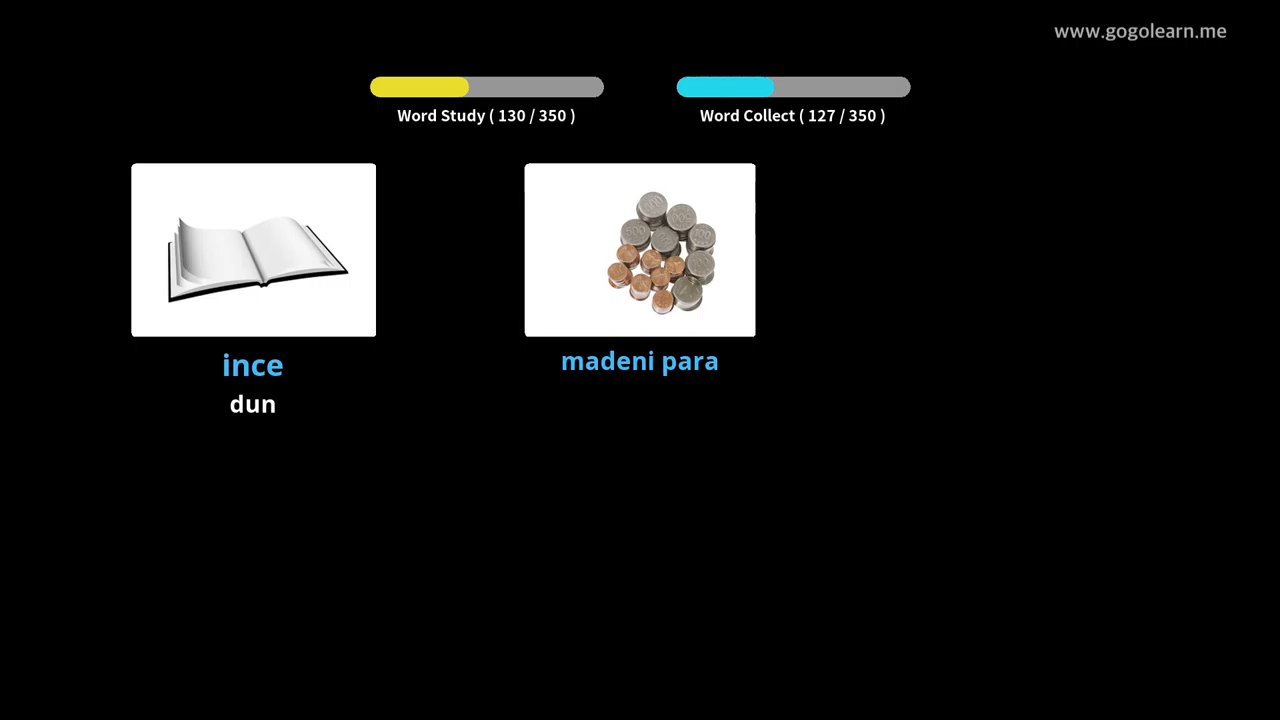 www.gogolearn.me
Word Study ( 130 / 350 )
Word Collect ( 127 / 350 )
ince
dun
madeni para